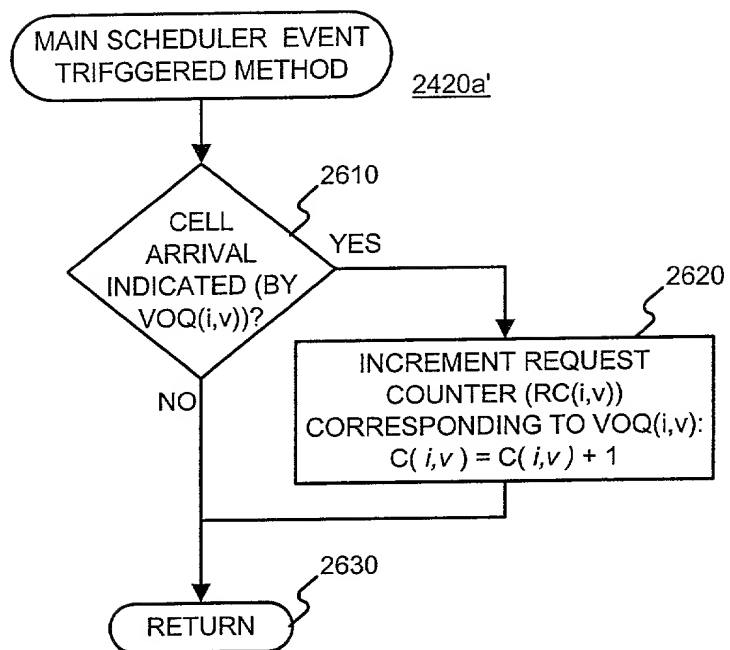 MAIN SCHEDULER EVENT
TRIFGGERED METHOD
2420a'
2610
CELL
ARRIVAL
INDICATED (BY
VOQ(i,v))?
YES
2620
INCREMENT REQUEST
COUNTER (RC(i,v))
CORRESPONDING TO VOQ(i,v):
C( i,v ) = C( i,v ) + 1
NO
2630
RETURN